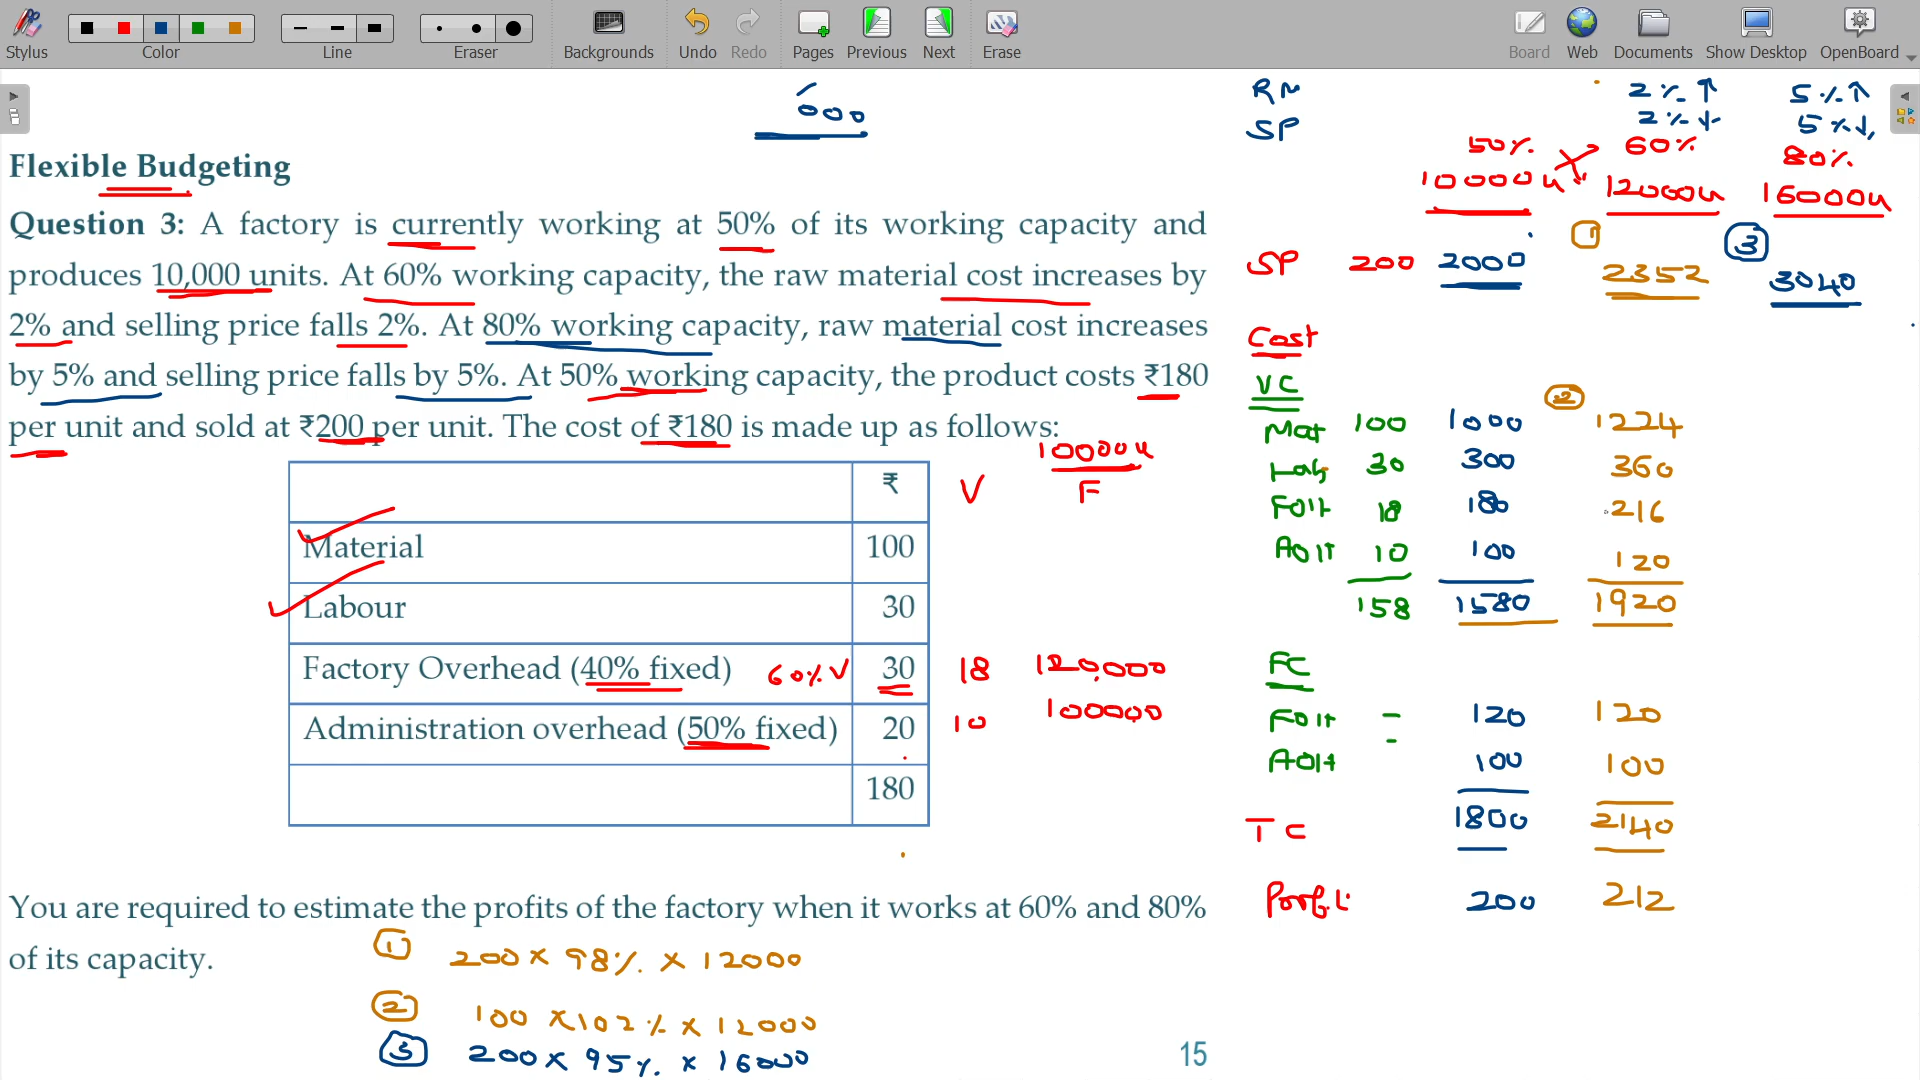 Stylus
Color
Line
Eraser
Backgrounds
Undo
Redo
Pages
Previous
Next
Erase
Board
Web
Documents
Show Desktop
OpenBoard
000
RM 2%↑ 5%↑
SP 2%↓ 5%↓
50% 60% 80%
10000u 12000u 16000u
Flexible Budgeting
Question 3: A factory is currently working at 50% of its working capacity and
produces 10,000 units. At 60% working capacity, the raw material cost increases by
2% and selling price falls 2%. At 80% working capacity, raw material cost increases
by 5% and selling price falls by 5%. At 50% working capacity, the product costs ₹180
per unit and sold at ₹200 per unit. The cost of ₹180 is made up as follows:
₹
Material 100
Labour 30
Factory Overhead (40% fixed) 60% V 30
Administration overhead (50% fixed) 20
180
10000u
V F
18 120,000
10 100000
You are required to estimate the profits of the factory when it works at 60% and 80%
of its capacity.
① 200 × 98% × 12000
② 100 × 102% × 12000
③ 200 × 95% × 16000
15
① ③
SP 200 2000 2352 3040
Cost
VC ②
Mat 100 1000 1224
Lab 30 300 360
FOH 18 180 216
AOH 10 100 120
158 1580 1920
FC
FOH - 120 120
AOH - 100 100
TC 1800 2140
Profit 200 212